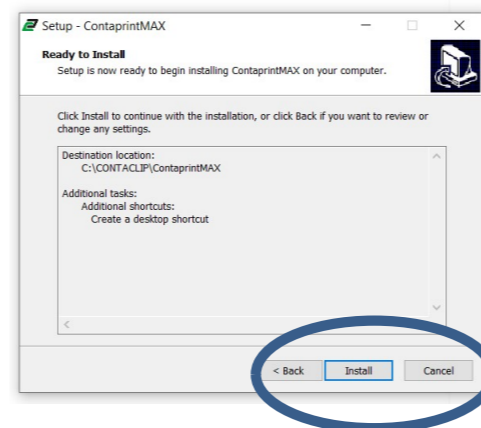 Setup - ContaprintMAX
Ready to Install
Setup is now ready to begin installing ContaprintMAX on your computer.
Click Install to continue with the installation, or click Back if you want to review or
change any settings.
Destination location:
C:\CONTACLIP\ContaprintMAX
Additional tasks:
Additional shortcuts:
Create a desktop shortcut
< Back
Install
Cancel